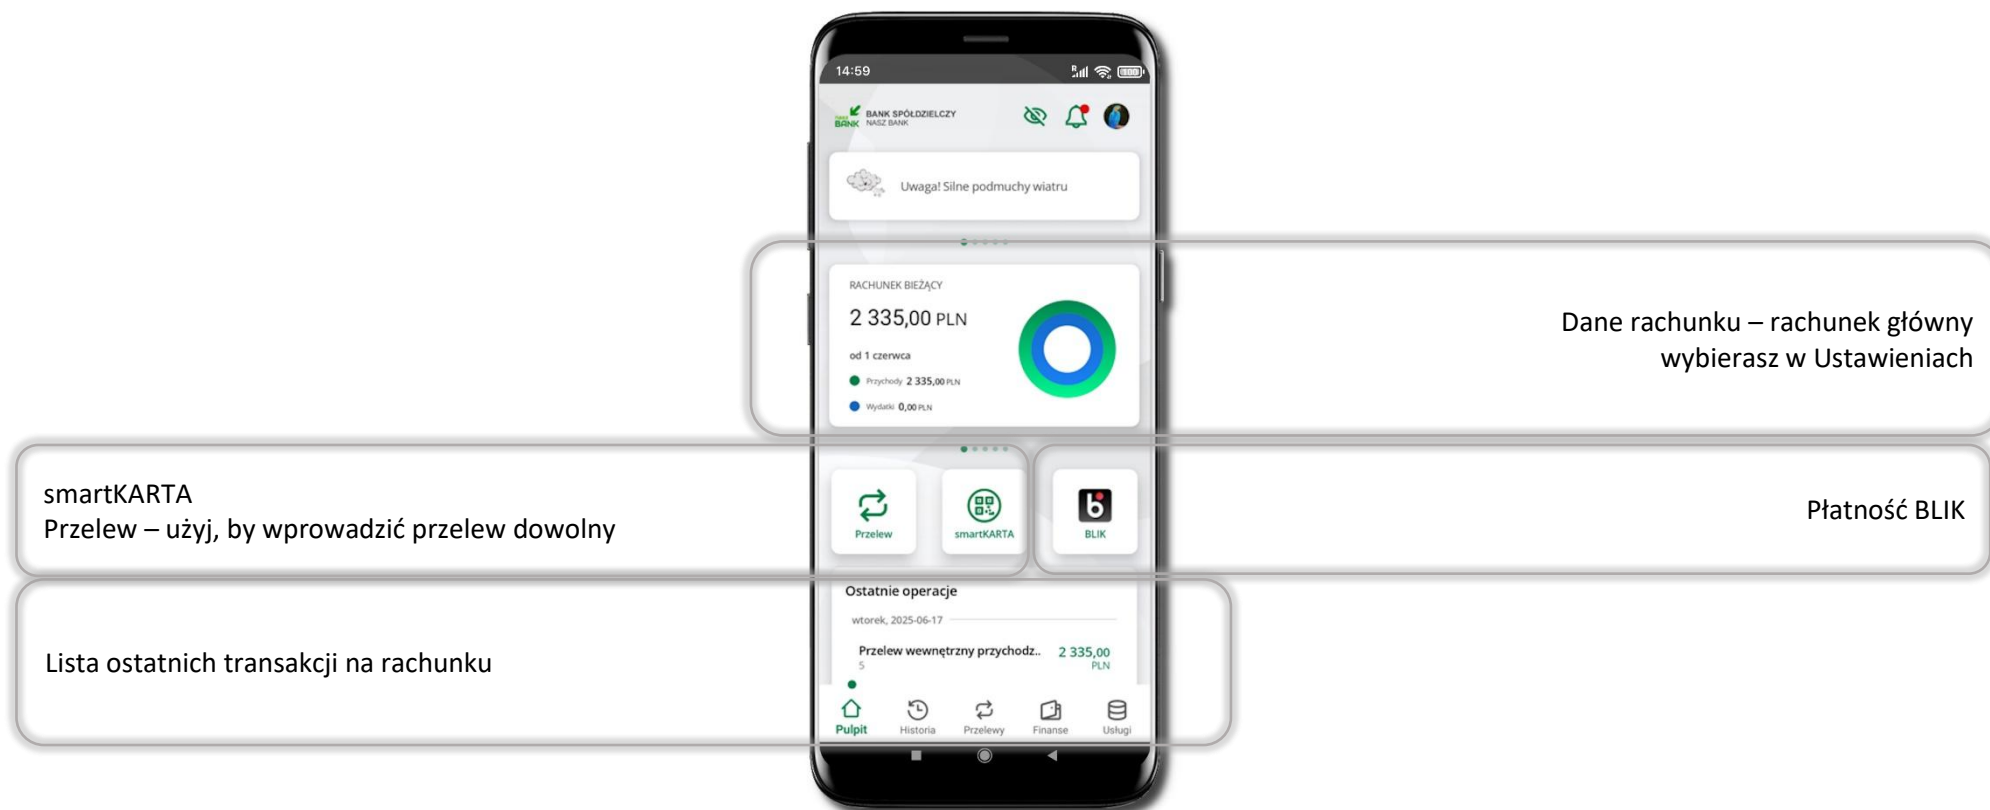 14:59
nasz
BANK
BANK SPÓŁDZIELCZY
NASZ BANK
Uwaga! Silne podmuchy wiatru
RACHUNEK BIEŻĄCY
2 335,00 PLN
od 1 czerwca
Przychody 2 335,00 PLN
Wydatki 0,00 PLN
Dane rachunku – rachunek główny
wybierasz w Ustawieniach
smartKARTA
Przelew – użyj, by wprowadzić przelew dowolny
Przelew
smartKARTA
BLIK
Płatność BLIK
Lista ostatnich transakcji na rachunku
Ostatnie operacje
wtorek, 2025-06-17
Przelew wewnętrzny przychodz.. 2 335,00
5 PLN
Pulpit
Historia
Przelewy
Finanse
Usługi